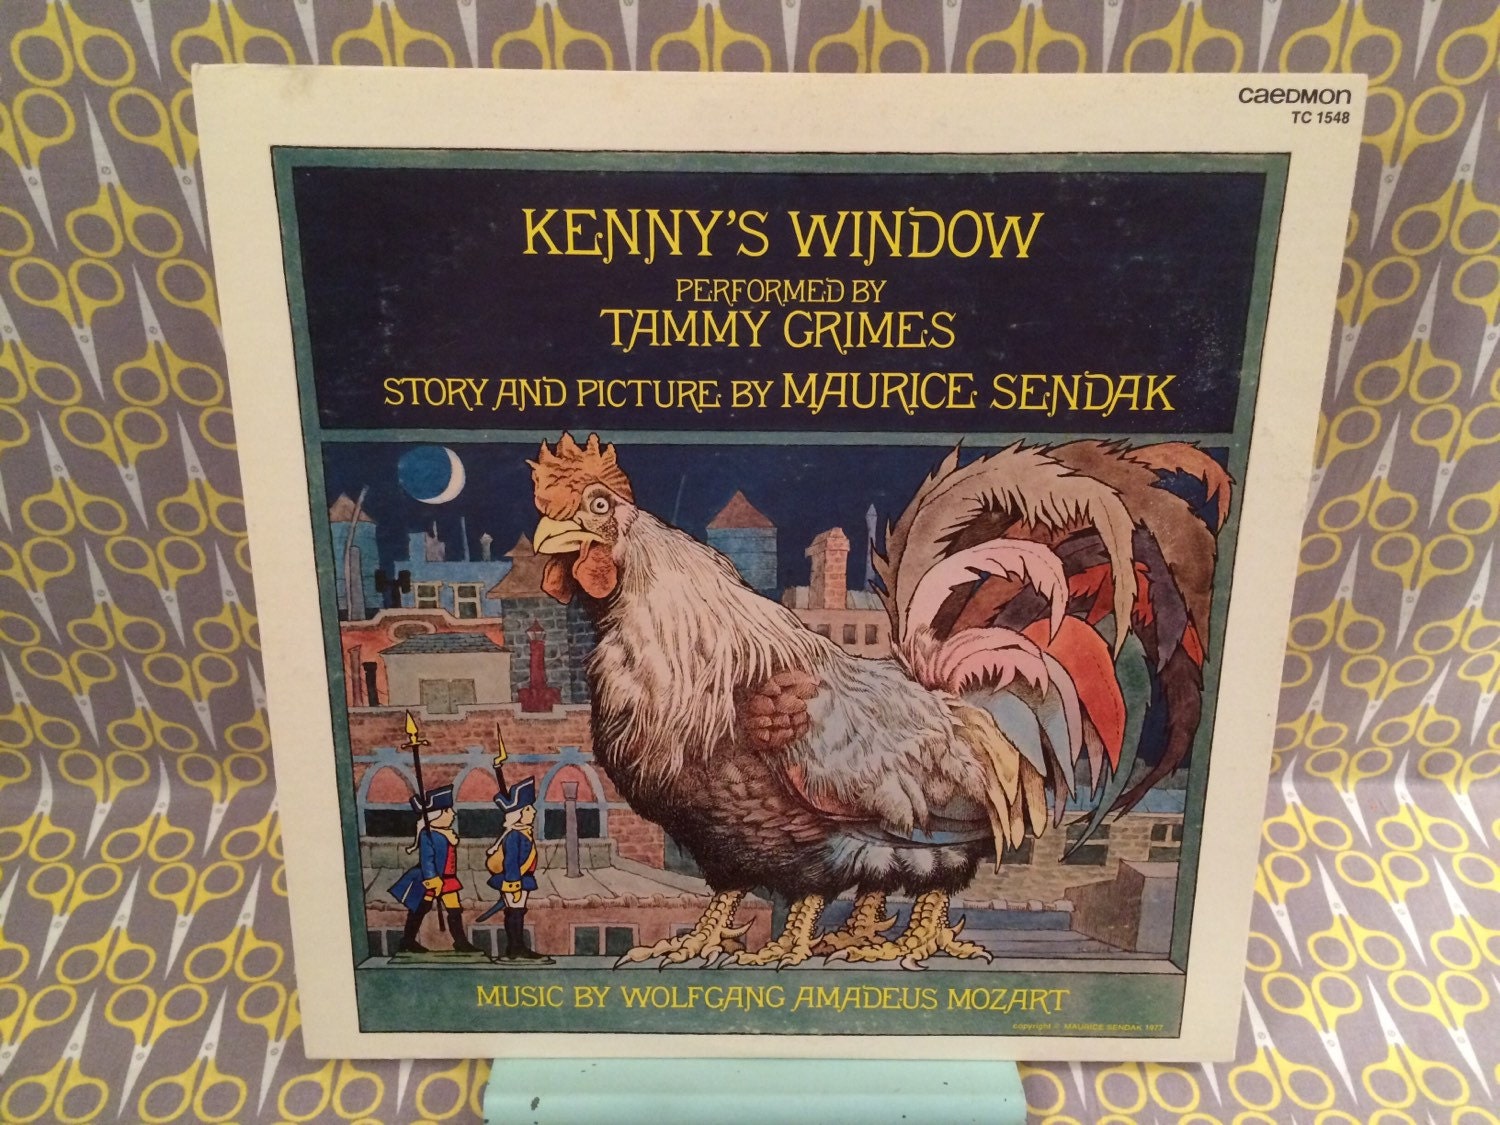 CAEDMON
TC 1548
KENNY'S WINDOW
PERFORMED BY
TAMMY GRIMES
STORY AND PICTURE BY MAURICE SENDAK
MUSIC BY WOLFGANG AMADEUS MOZART
copyright © MAURICE SENDAK 1977